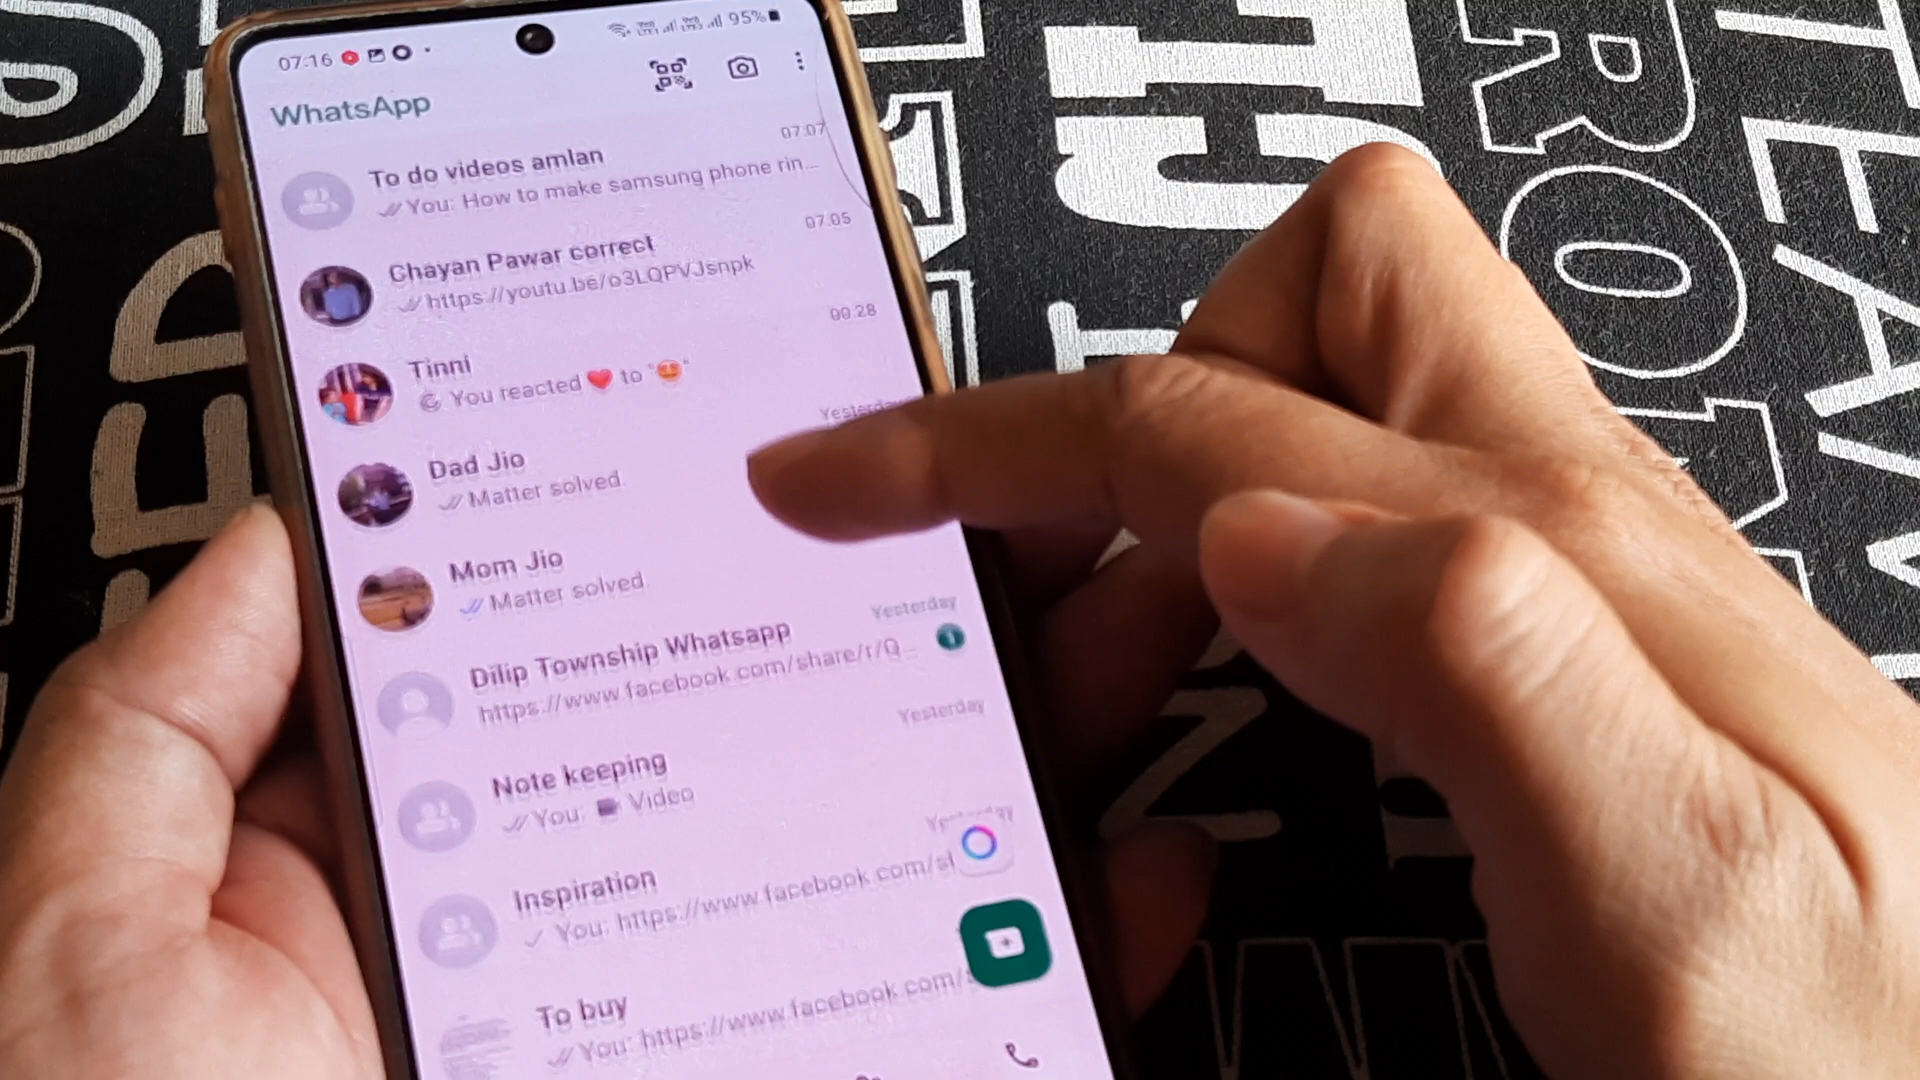 07:16
95%
WhatsApp
To do videos amlan
07:07
You: How to make samsung phone rin...
Chayan Pawar correct
07:05
https://youtu.be/o3LQPVJsnpk
Tinni
00:28
You reacted ❤️ to "🤩"
Dad Jio
Yesterday
Matter solved.
Mom Jio
Matter solved.
Dilip Township Whatsapp
Yesterday
https://www.facebook.com/share/r/Q...
1
Note keeping
Yesterday
You: Video
Inspiration
Yesterday
You: https://www.facebook.com/s
To buy
You: https://www.facebook.com/s